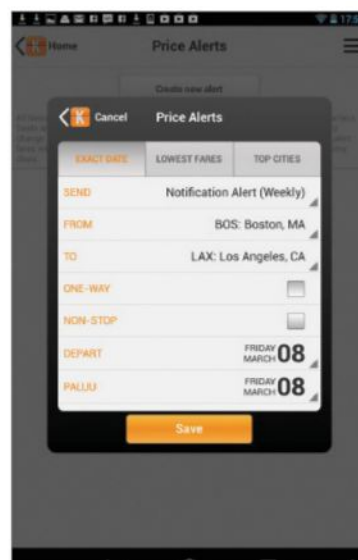 17:5
Home
Price Alerts
Create new alert
K Cancel
Price Alerts
EXACT DATE
LOWEST FARES
TOP CITIES
SEND
Notification Alert (Weekly)
FROM
BOS: Boston, MA
TO
LAX: Los Angeles, CA
ONE-WAY
NON-STOP
DEPART
FRIDAY
MARCH 08
PALUU
FRIDAY
MARCH 08
Save